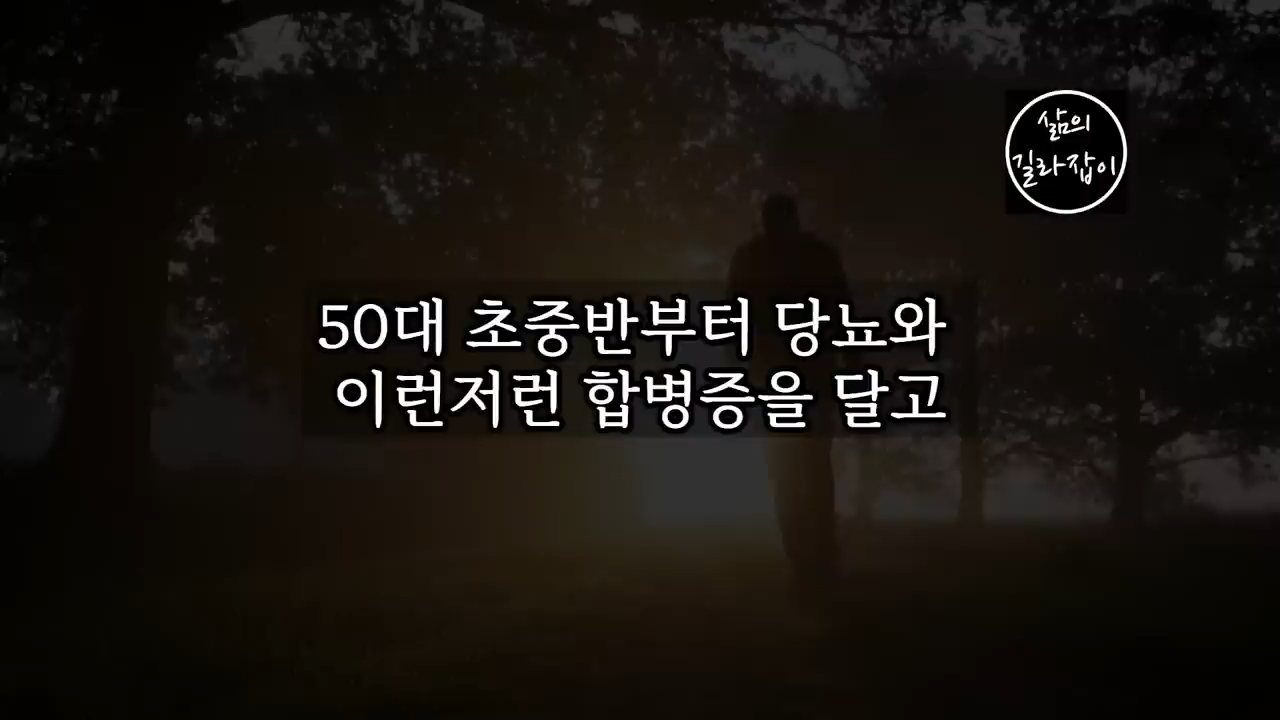 삶의
길라잡이
50대 초중반부터 당뇨와
이런저런 합병증을 달고